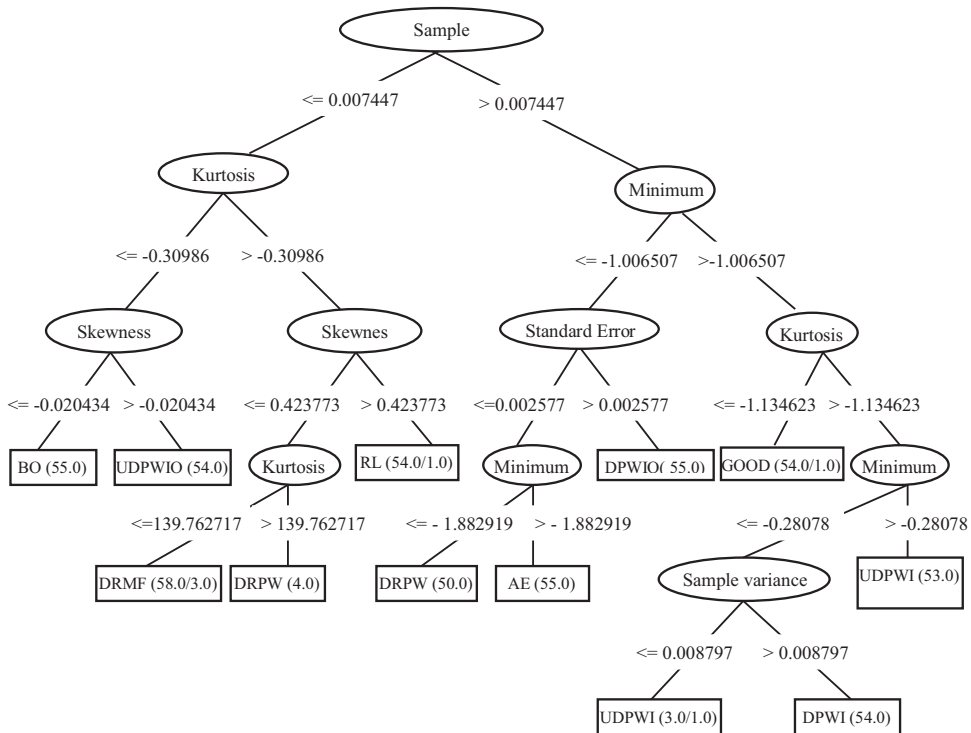 Sample
<= 0.007447
> 0.007447
Kurtosis
Minimum
<= -0.30986
> -0.30986
<= -1.006507
>-1.006507
Skewness
Skewnes
Standard Error
Kurtosis
<= -0.020434
> -0.020434
<= 0.423773
> 0.423773
<=0.002577
> 0.002577
<= -1.134623
> -1.134623
BO (55.0)
UDPWIO (54.0)
Kurtosis
RL (54.0/1.0)
Minimum
DPWIO( 55.0)
GOOD (54.0/1.0)
Minimum
<=139.762717
> 139.762717
<= - 1.882919
> - 1.882919
<= -0.28078
> -0.28078
DRMF (58.0/3.0)
DRPW (4.0)
DRPW (50.0)
AE (55.0)
Sample variance
UDPWI (53.0)
<= 0.008797
> 0.008797
UDPWI (3.0/1.0)
DPWI (54.0)